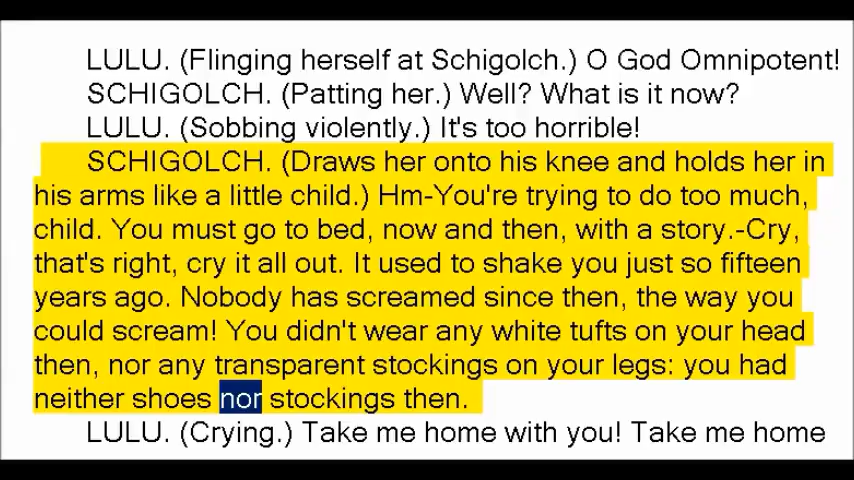 LULU. (Flinging herself at Schigolch.) O God Omnipotent!
SCHIGOLCH. (Patting her.) Well? What is it now?
LULU. (Sobbing violently.) It's too horrible!
SCHIGOLCH. (Draws her onto his knee and holds her in
his arms like a little child.) Hm-You're trying to do too much,
child. You must go to bed, now and then, with a story.-Cry,
that's right, cry it all out. It used to shake you just so fifteen
years ago. Nobody has screamed since then, the way you
could scream! You didn't wear any white tufts on your head
then, nor any transparent stockings on your legs: you had
neither shoes nor stockings then.
LULU. (Crying.) Take me home with you! Take me home